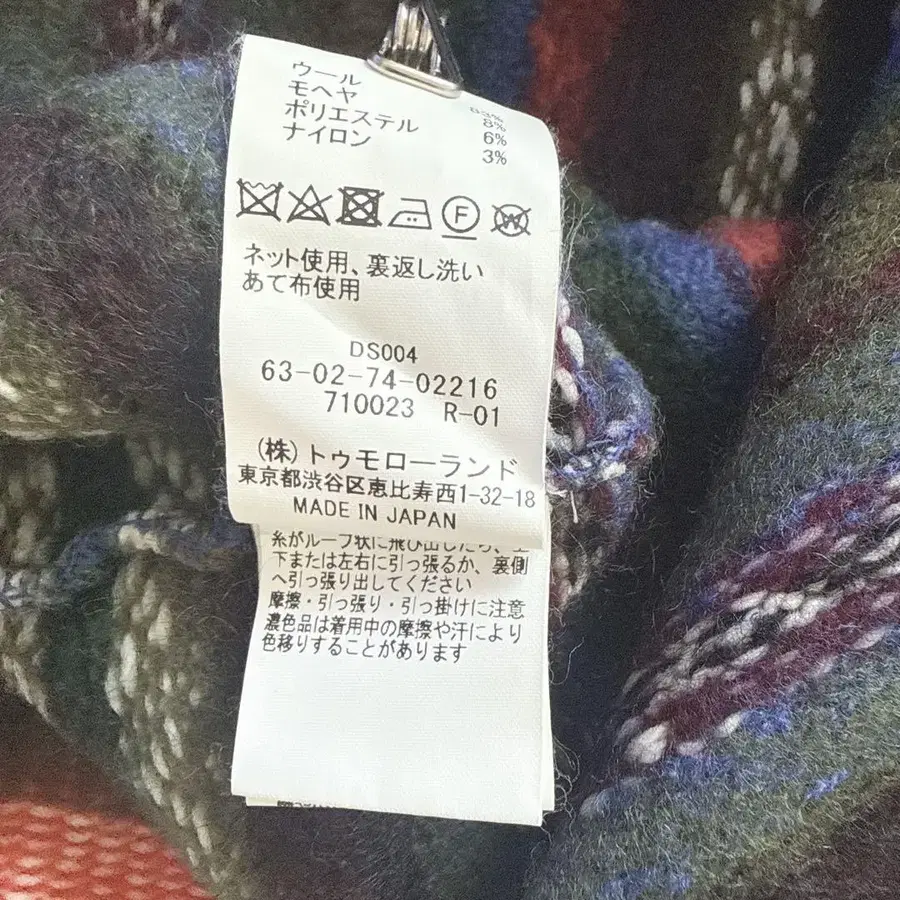 ウール 83%
モヘヤ 8%
ポリエステル 6%
ナイロン 3%
F
W
ネット使用、裏返し洗い
あて布使用
DS004
63-02-74-02216
710023 R-01
(株)トゥモローランド
東京都渋谷区恵比寿西1-32-18
MADE IN JAPAN
糸がループ状に飛び出したら、上
下または左右に引っ張るか、裏側
へ引っ張り出してください
摩擦・引っ張り・引っ掛けに注意
濃色品は着用中の摩擦や汗により
色移りすることがあります